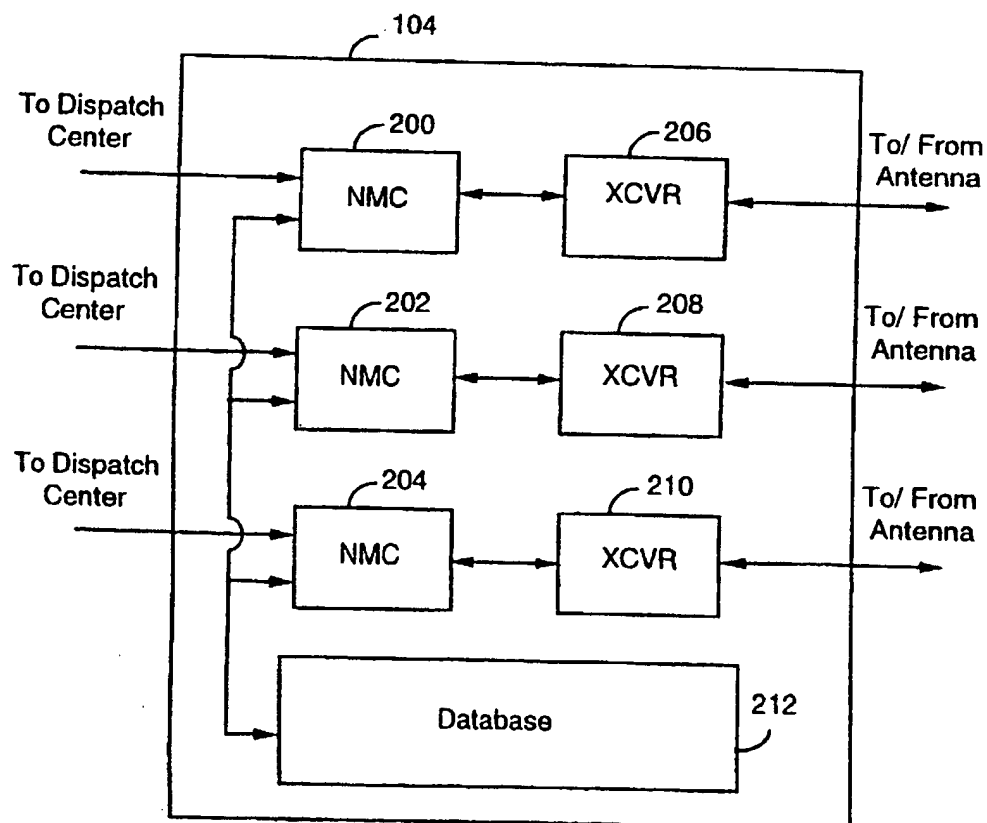 104
To Dispatch
Center
200
206
To/ From
Antenna
NMC
XCVR
To Dispatch
Center
202
208
To/ From
Antenna
NMC
XCVR
To Dispatch
Center
204
210
To/ From
Antenna
NMC
XCVR
Database
212